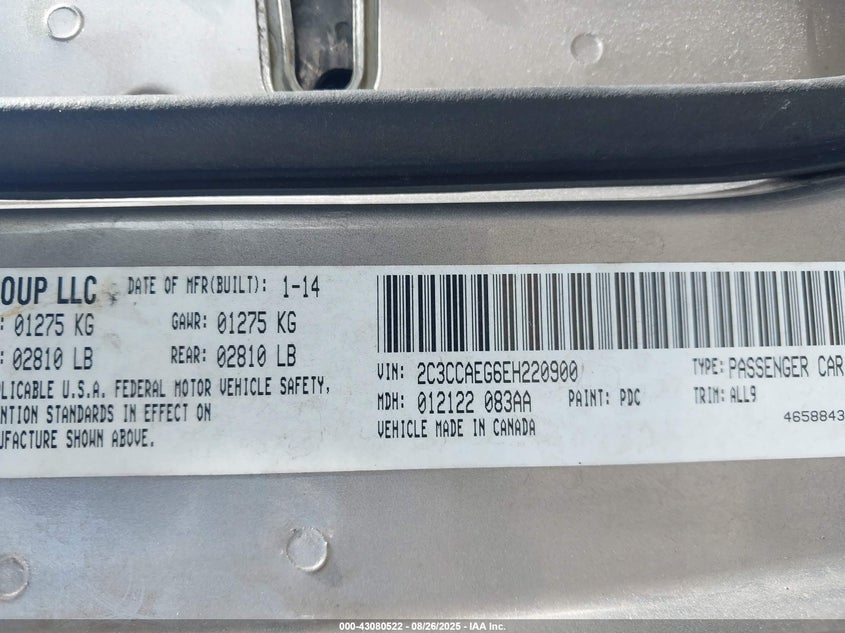 OUP LLC DATE OF MFR(BUILT): 1-14
: 01275 KG GAWR: 01275 KG
: 02810 LB REAR: 02810 LB
PLICABLE U.S.A. FEDERAL MOTOR VEHICLE SAFETY,
NTION STANDARDS IN EFFECT ON
UFACTURE SHOWN ABOVE.
VIN: 2C3CCAEG6EH220900 TYPE: PASSENGER CAR
MDH: 012122 083AA PAINT: PDC TRIM: ALL9
4658843
VEHICLE MADE IN CANADA
000-43080522 - 08/26/2025 - IAA Inc.